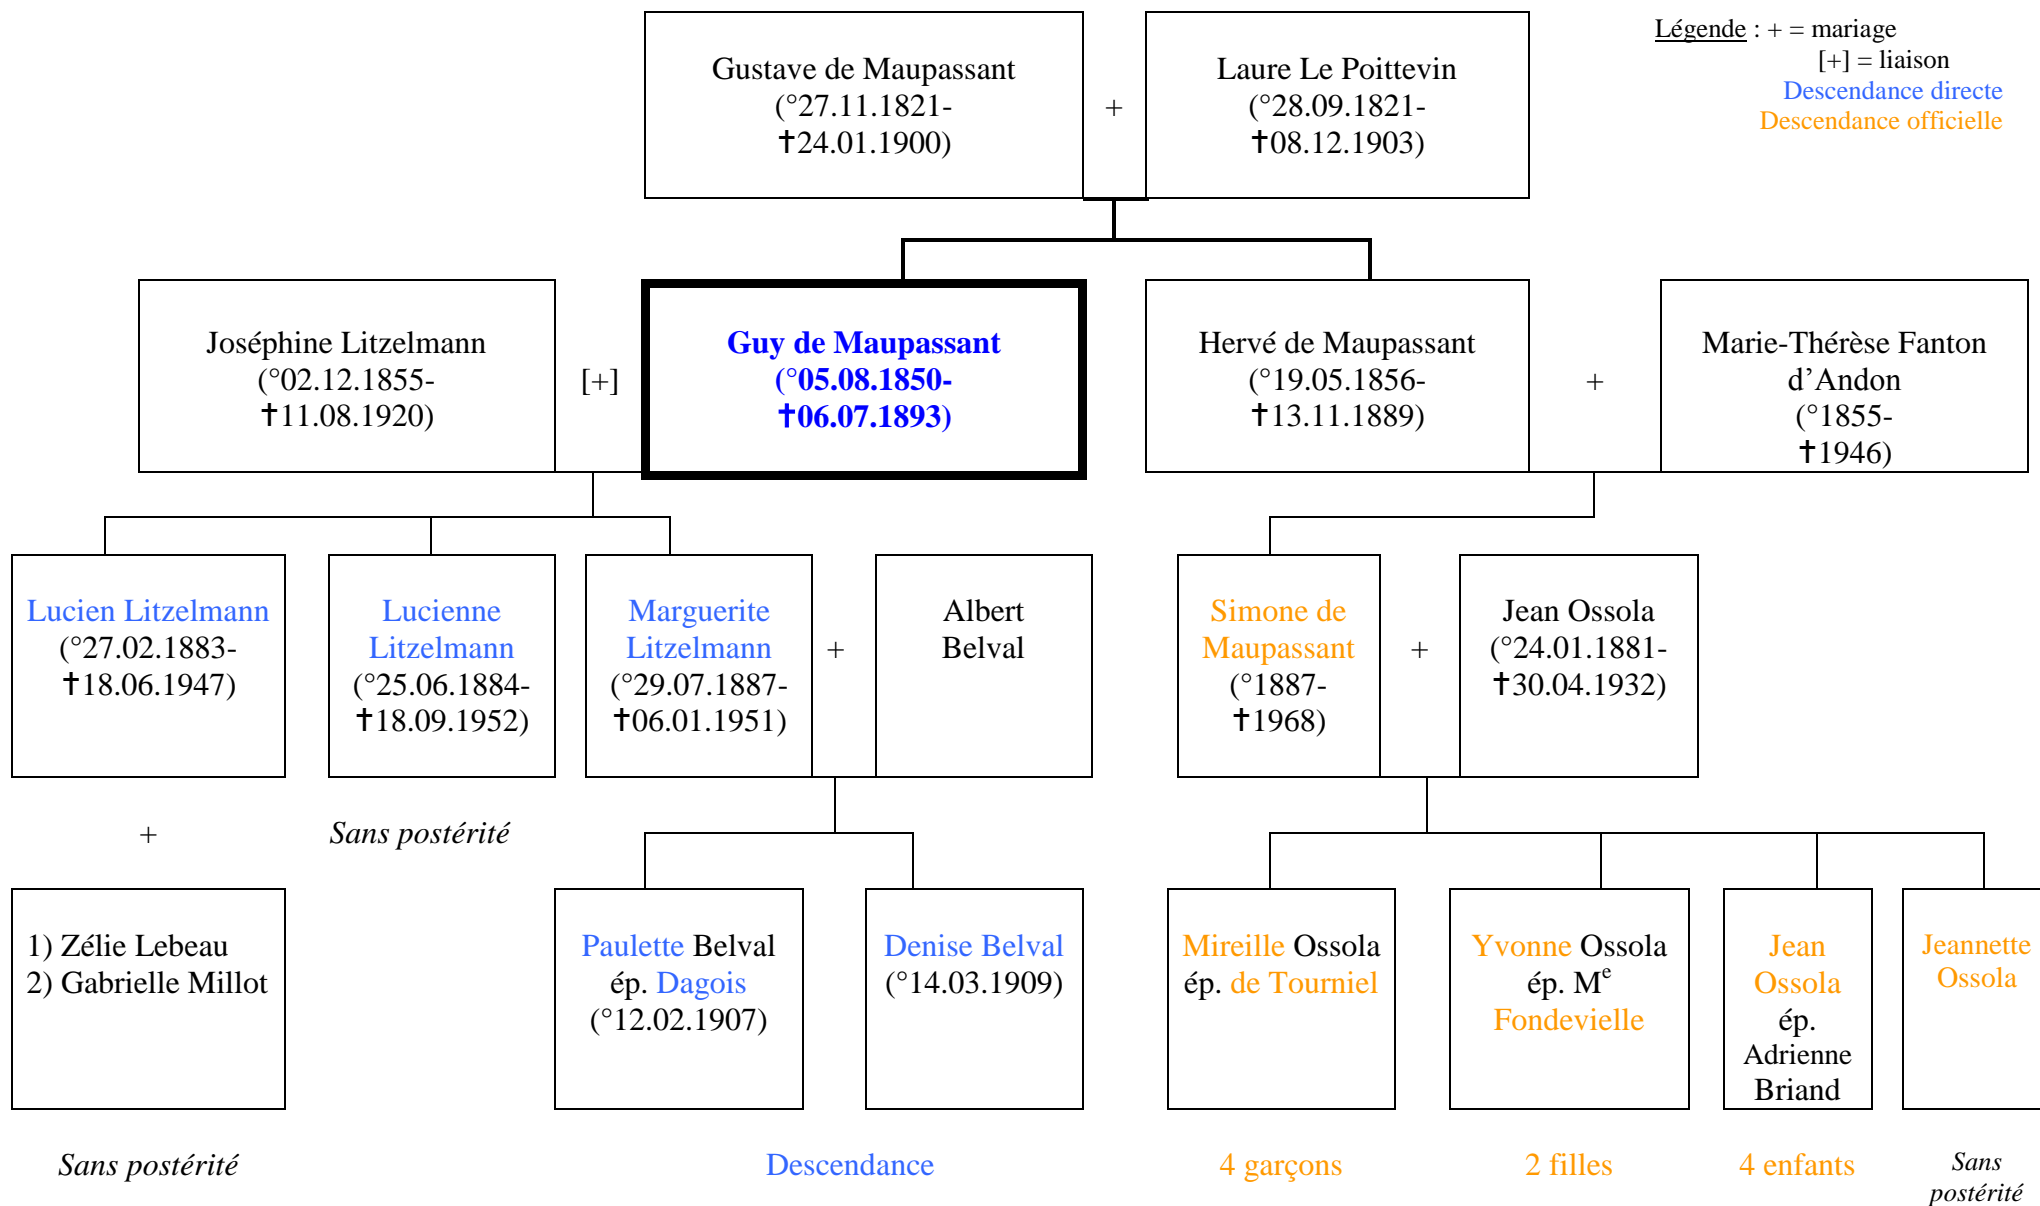 Légende : + = mariage
[+] = liaison
Descendance directe
Descendance officielle
Gustave de Maupassant
(°27.11.1821-
✝24.01.1900)
+
Laure Le Poittevin
(°28.09.1821-
✝08.12.1903)
Joséphine Litzelmann
(°02.12.1855-
✝11.08.1920)
[+]
Guy de Maupassant
(°05.08.1850-
✝06.07.1893)
Hervé de Maupassant
(°19.05.1856-
✝13.11.1889)
+
Marie-Thérèse Fanton
d’Andon
(°1855-
✝1946)
Lucien Litzelmann
(°27.02.1883-
✝18.06.1947)
Lucienne
Litzelmann
(°25.06.1884-
✝18.09.1952)
Marguerite
Litzelmann
(°29.07.1887-
✝06.01.1951)
+
Albert
Belval
Simone de
Maupassant
(°1887-
✝1968)
+
Jean Ossola
(°24.01.1881-
✝30.04.1932)
+
Sans postérité
1) Zélie Lebeau
2) Gabrielle Millot
Paulette Belval
ép. Dagois
(°12.02.1907)
Denise Belval
(°14.03.1909)
Mireille Ossola
ép. de Tourniel
Yvonne Ossola
ép. Mᵉ
Fondevielle
Jean
Ossola
ép.
Adrienne
Briand
Jeannette
Ossola
Sans postérité
Descendance
4 garçons
2 filles
4 enfants
Sans
postérité